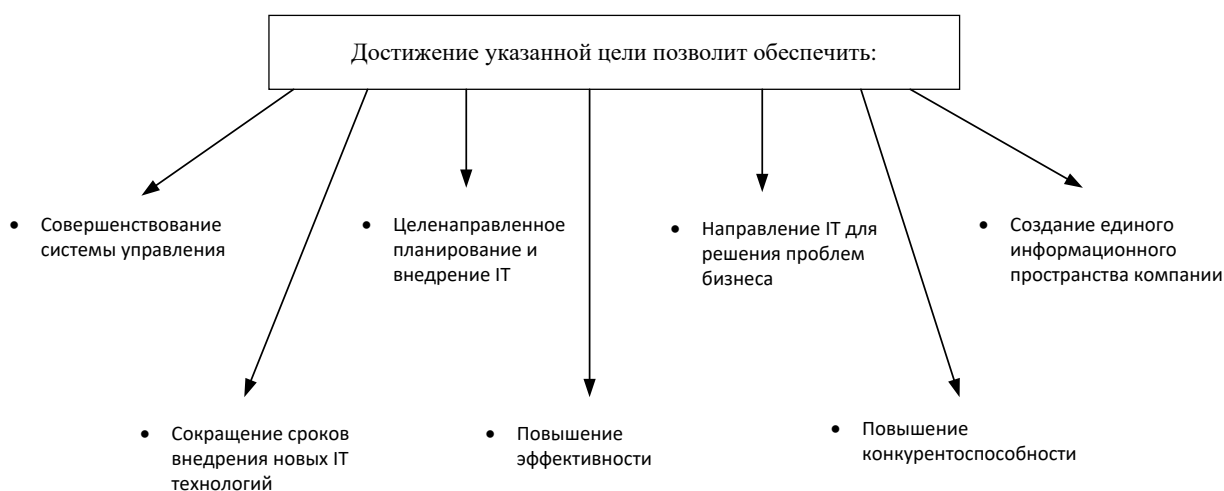 Достижение указанной цели позволит обеспечить:
• Совершенствование
системы управления
• Целенаправленное
планирование и
внедрение IT
• Направление IT для
решения проблем
бизнеса
• Создание единого
информационного
пространства компании
• Сокращение сроков
внедрения новых IT
технологий
• Повышение
эффективности
• Повышение
конкурентоспособности